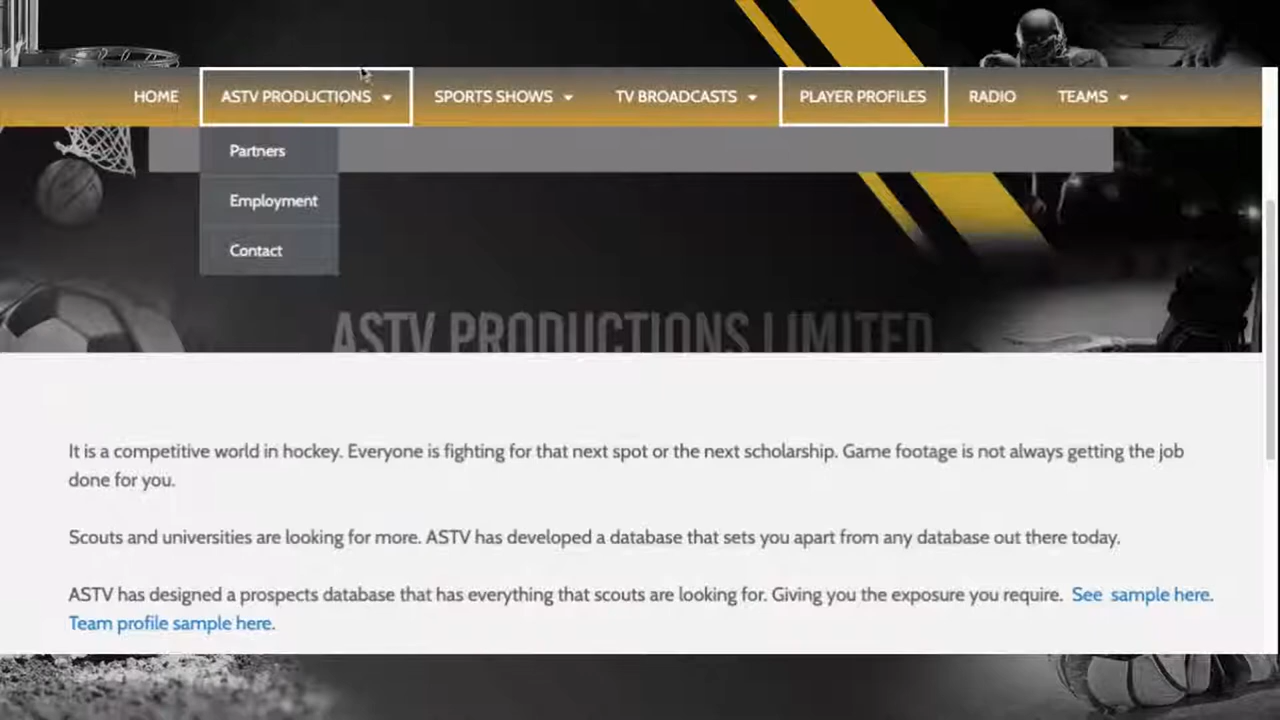 HOME ASTV PRODUCTIONS SPORTS SHOWS TV BROADCASTS PLAYER PROFILES RADIO TEAMS
Partners
Employment
Contact
ASTV PRODUCTIONS LIMITED
It is a competitive world in hockey. Everyone is fighting for that next spot or the next scholarship. Game footage is not always getting the job
done for you.
Scouts and universities are looking for more. ASTV has developed a database that sets you apart from any database out there today.
ASTV has designed a prospects database that has everything that scouts are looking for. Giving you the exposure you require. See sample here.
Team profile sample here.